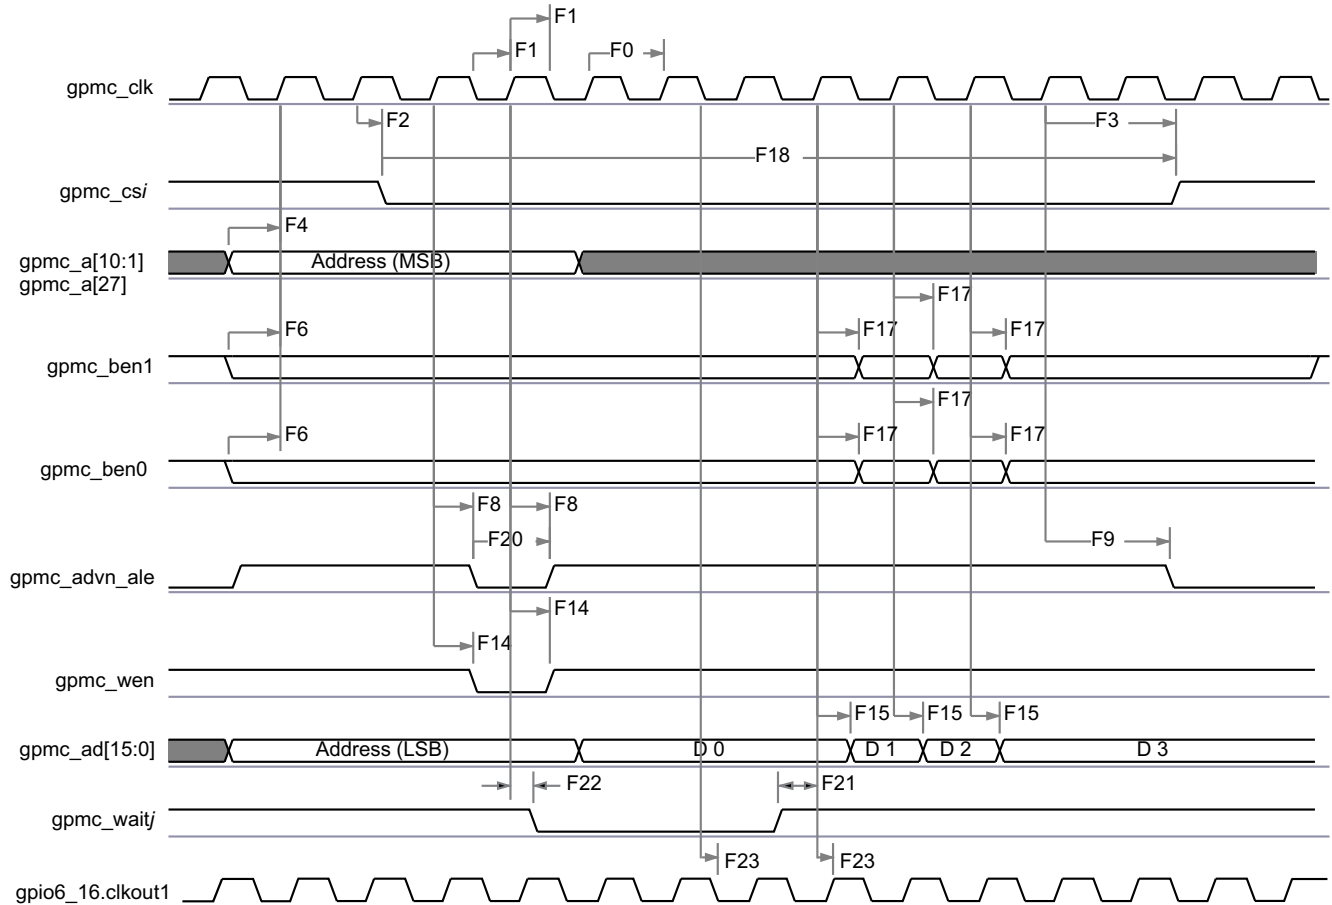 F1
F1
F0
gpmc_clk
F2
F3
F18
gpmc_csi
F4
gpmc_a[10:1]
Address (MSB)
gpmc_a[27]
F17
F6
F17
F17
gpmc_ben1
F17
F6
F17
F17
gpmc_ben0
F8
F8
F20
F9
gpmc_advn_ale
F14
F14
gpmc_wen
F15
F15
F15
gpmc_ad[15:0]
Address (LSB)
D 0
D 1
D 2
D 3
F22
F21
gpmc_waitj
F23
F23
gpio6_16.clkout1